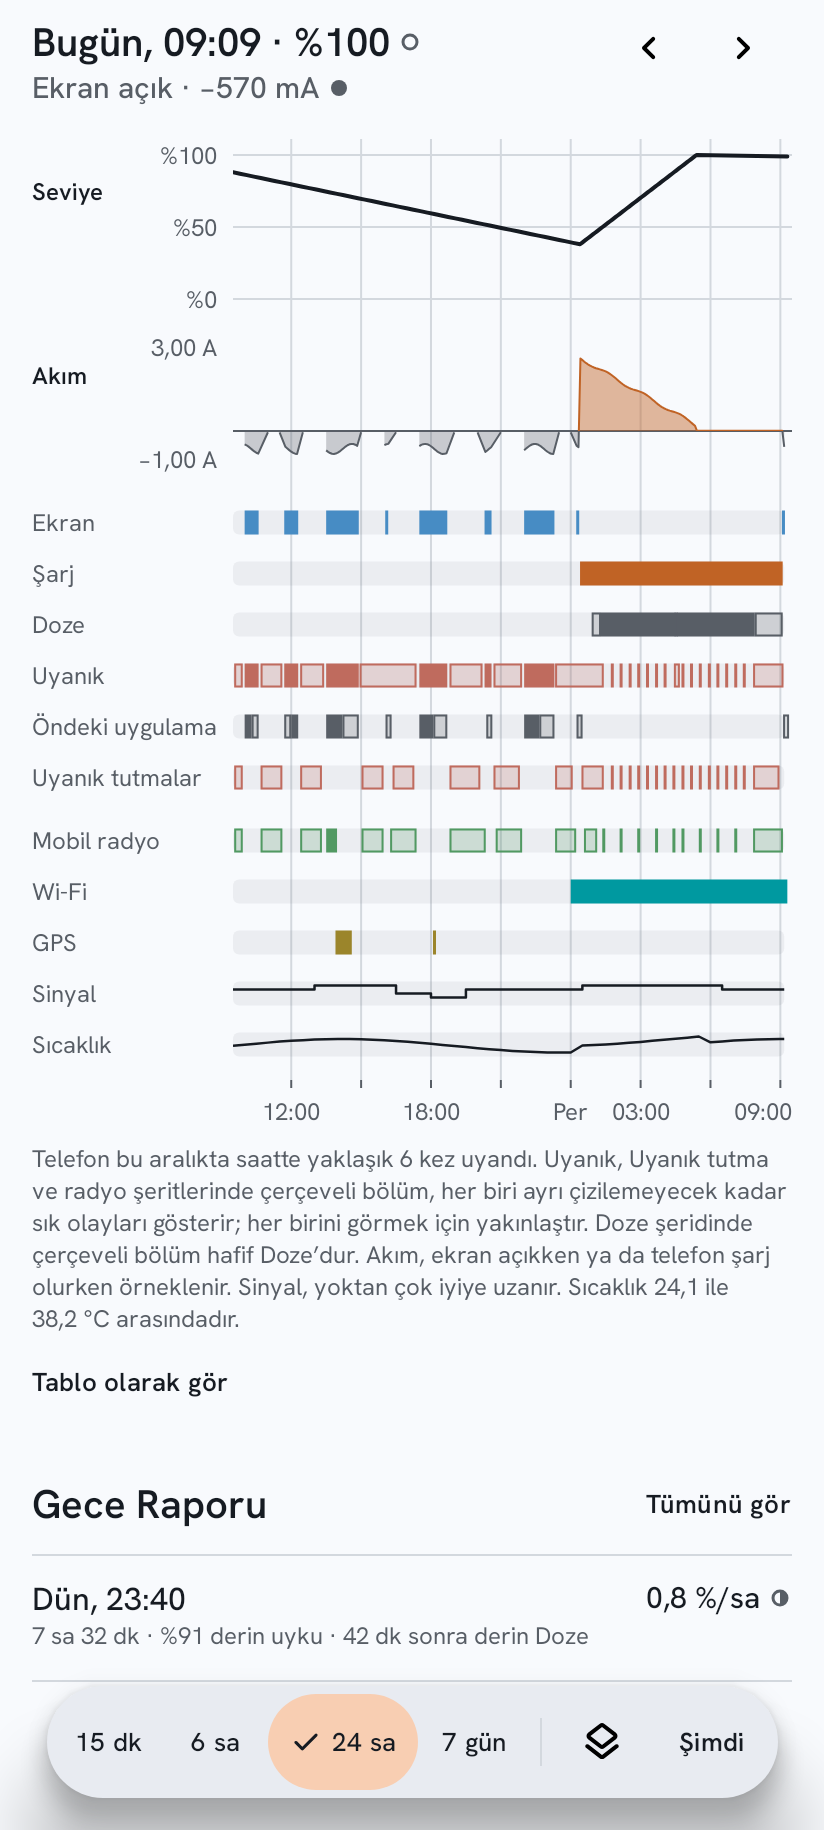 Bugün, 09:09 · %100
Ekran açık · −570 mA
Seviye
%100
%50
%0
Akım
3,00 A
−1,00 A
Ekran
Şarj
Doze
Uyanık
Öndeki uygulama
Uyanık tutmalar
Mobil radyo
Wi-Fi
GPS
Sinyal
Sıcaklık
12:00 18:00 Per 03:00 09:00
Telefon bu aralıkta saatte yaklaşık 6 kez uyandı. Uyanık, Uyanık tutma
ve radyo şeritlerinde çerçeveli bölüm, her biri ayrı çizilemeyecek kadar
sık olayları gösterir; her birini görmek için yakınlaştır. Doze şeridinde
çerçeveli bölüm hafif Doze’dur. Akım, ekran açıkken ya da telefon şarj
olurken örneklenir. Sinyal, yoktan çok iyiye uzanır. Sıcaklık 24,1 ile
38,2 °C arasındadır.
Tablo olarak gör
Gece Raporu
Tümünü gör
Dün, 23:40
0,8 %/sa
7 sa 32 dk · %91 derin uyku · 42 dk sonra derin Doze
15 dk 6 sa 24 sa 7 gün Şimdi